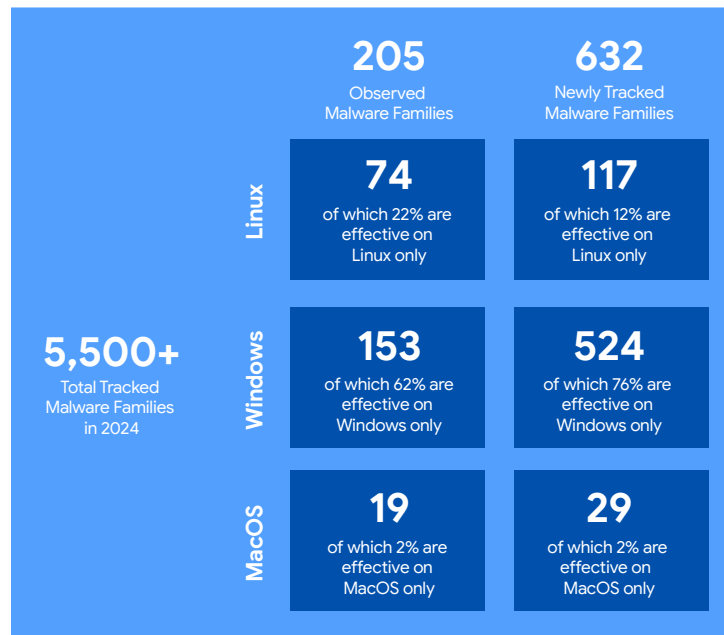 205
Observed
Malware Families
632
Newly Tracked
Malware Families
Linux
74
of which 22% are
effective on
Linux only
117
of which 12% are
effective on
Linux only
5,500+
Total Tracked
Malware Families
in 2024
Windows
153
of which 62% are
effective on
Windows only
524
of which 76% are
effective on
Windows only
MacOS
19
of which 2% are
effective on
MacOS only
29
of which 2% are
effective on
MacOS only